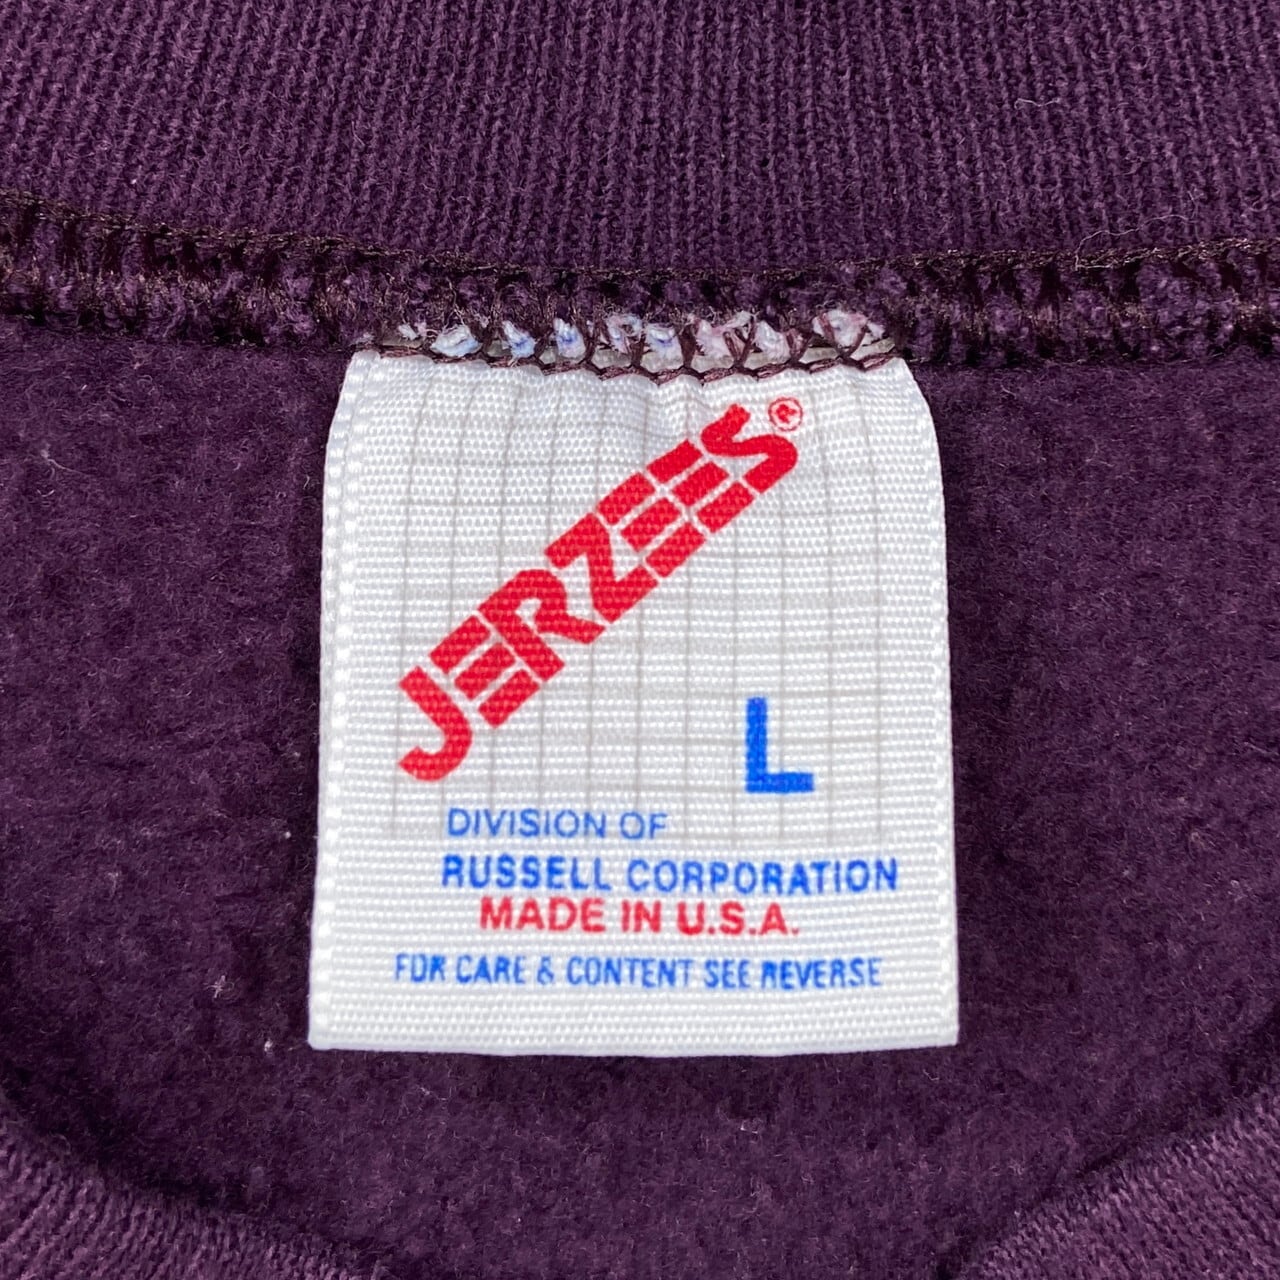 JERZEES®
L
DIVISION OF
RUSSELL CORPORATION
MADE IN U.S.A.
FOR CARE & CONTENT SEE REVERSE